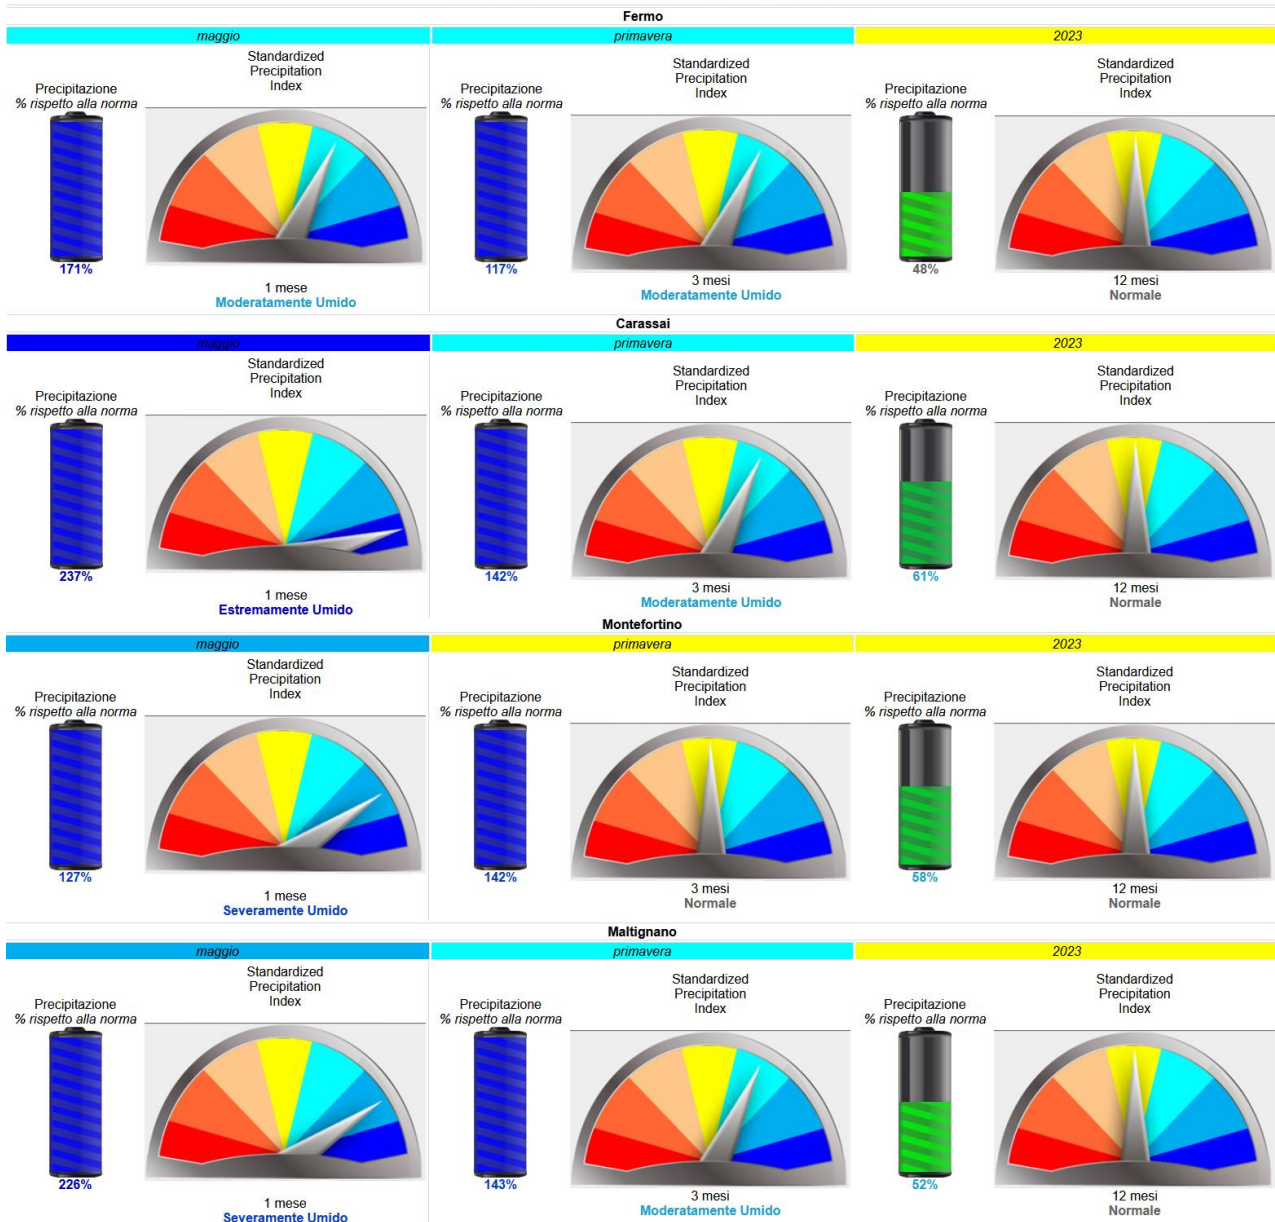 Fermo
maggio
primavera
2023
Standardized
Precipitation
Index
Precipitazione
% rispetto alla norma
171%
1 mese
Moderatamente Umido
Standardized
Precipitation
Index
Precipitazione
% rispetto alla norma
117%
3 mesi
Moderatamente Umido
Standardized
Precipitation
Index
Precipitazione
% rispetto alla norma
48%
12 mesi
Normale
Carassai
maggio
primavera
2023
Standardized
Precipitation
Index
Precipitazione
% rispetto alla norma
237%
1 mese
Estremamente Umido
Standardized
Precipitation
Index
Precipitazione
% rispetto alla norma
142%
3 mesi
Moderatamente Umido
Standardized
Precipitation
Index
Precipitazione
% rispetto alla norma
61%
12 mesi
Normale
Montefortino
maggio
primavera
2023
Standardized
Precipitation
Index
Precipitazione
% rispetto alla norma
127%
1 mese
Severamente Umido
Standardized
Precipitation
Index
Precipitazione
% rispetto alla norma
142%
3 mesi
Normale
Standardized
Precipitation
Index
Precipitazione
% rispetto alla norma
58%
12 mesi
Normale
Maltignano
maggio
primavera
2023
Standardized
Precipitation
Index
Precipitazione
% rispetto alla norma
226%
1 mese
Severamente Umido
Standardized
Precipitation
Index
Precipitazione
% rispetto alla norma
143%
3 mesi
Moderatamente Umido
Standardized
Precipitation
Index
Precipitazione
% rispetto alla norma
52%
12 mesi
Normale